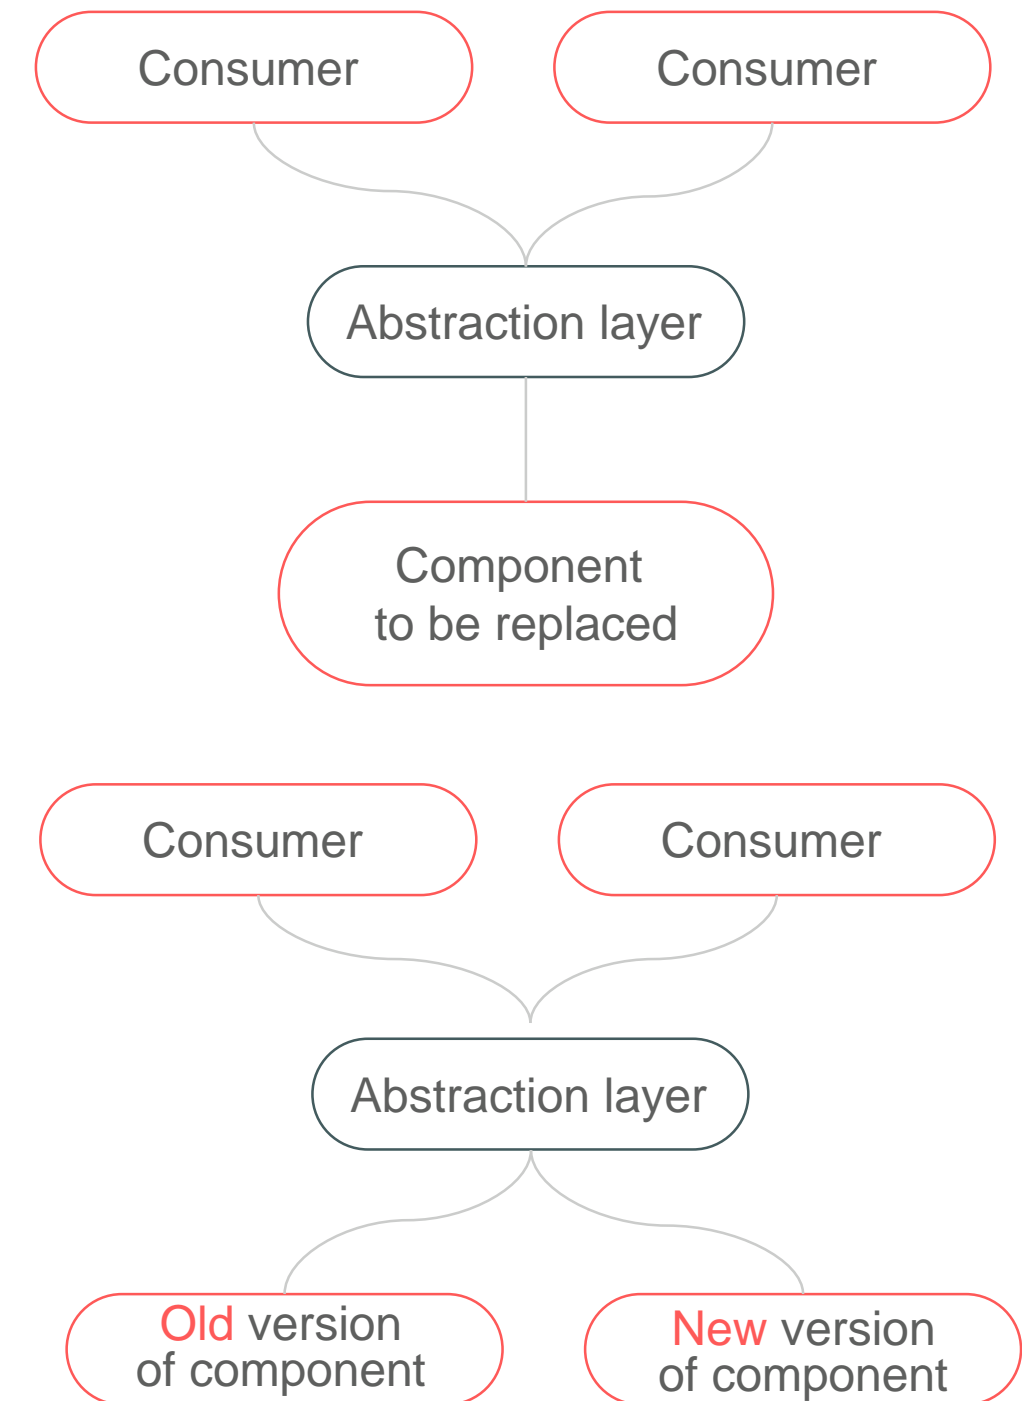 Consumer
Consumer
Abstraction layer
Component
to be replaced
Consumer
Consumer
Abstraction layer
Old version
of component
New version
of component